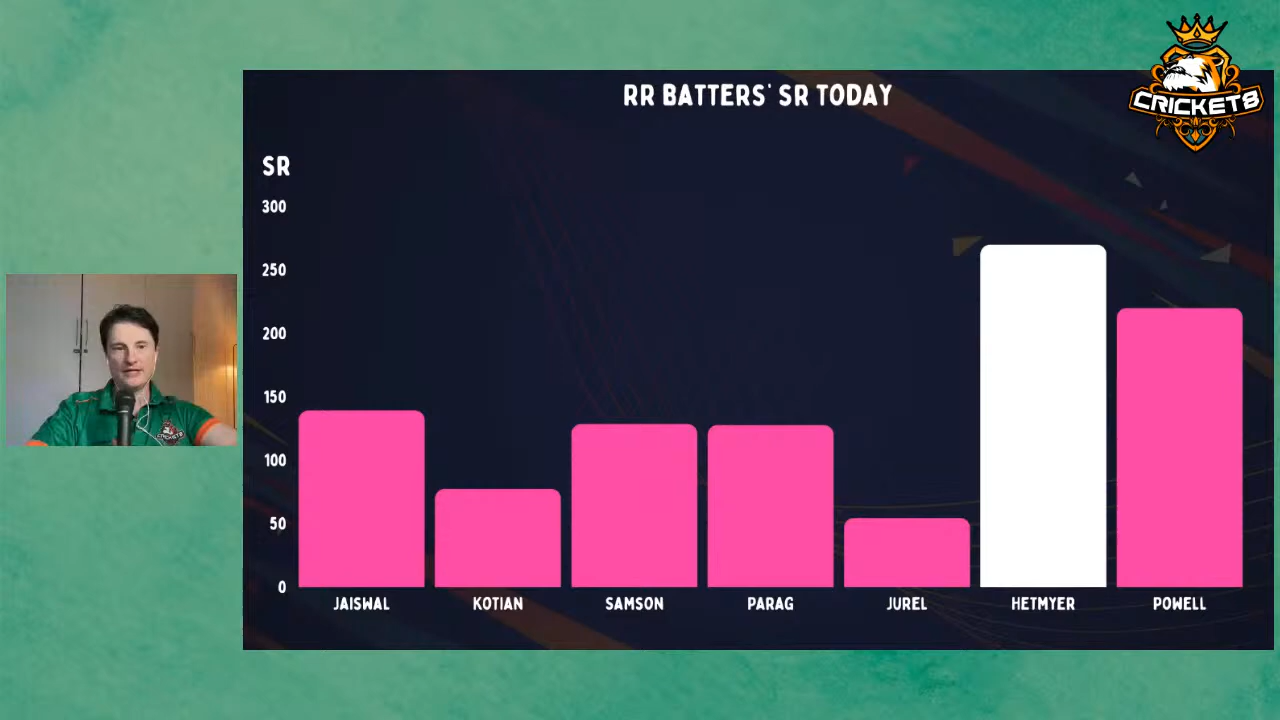 CRICKET8
RR BATTERS' SR TODAY
SR
300
250
200
150
100
50
0
JAISWAL
KOTIAN
SAMSON
PARAG
JUREL
HETMYER
POWELL
CRICKET8